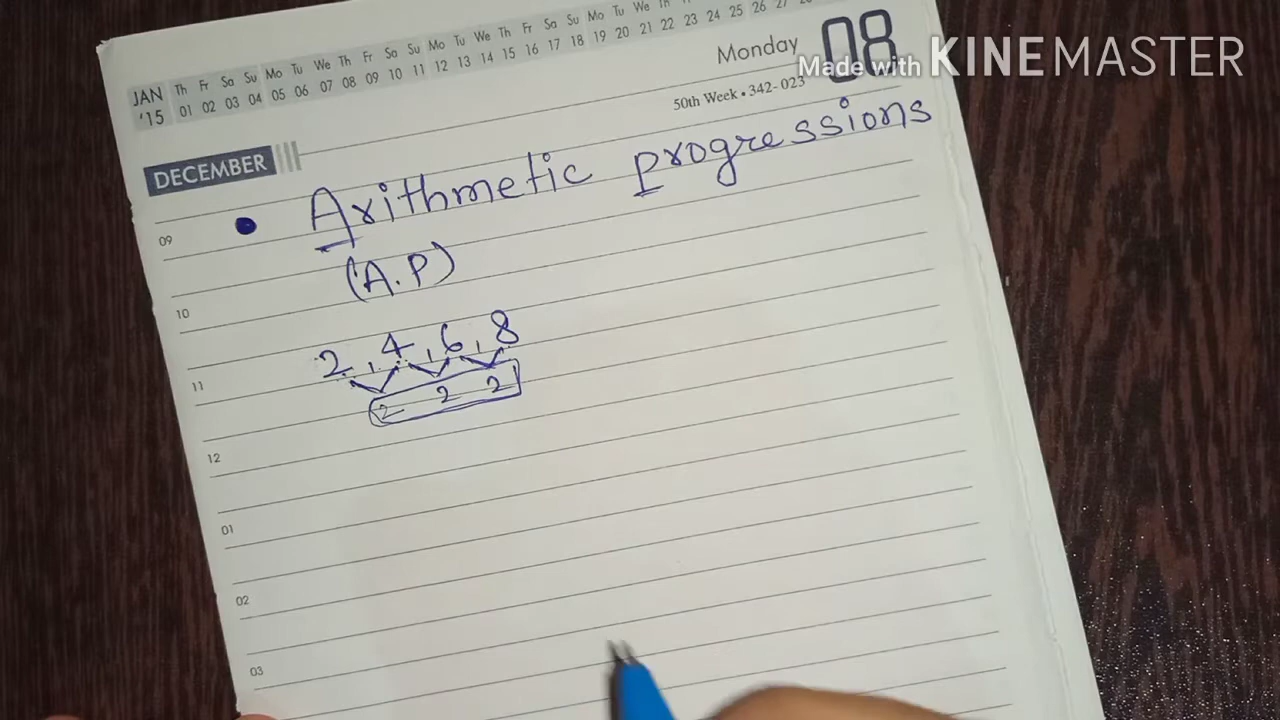 JAN '15 Th Fr Sa Su Mo Tu We Th Fr Sa Su Mo Tu We Th Fr Sa Su Mo Tu We Th
01 02 03 04 05 06 07 08 09 10 11 12 13 14 15 16 17 18 19 20 21 22 23 24 25 26 27
Monday 08
Made with KINEMASTER
50th Week • 342-023
DECEMBER
Arithmetic progressions
09
(A.P)
10
2, 4, 6, 8
11
2 2 2
12
01
02
03